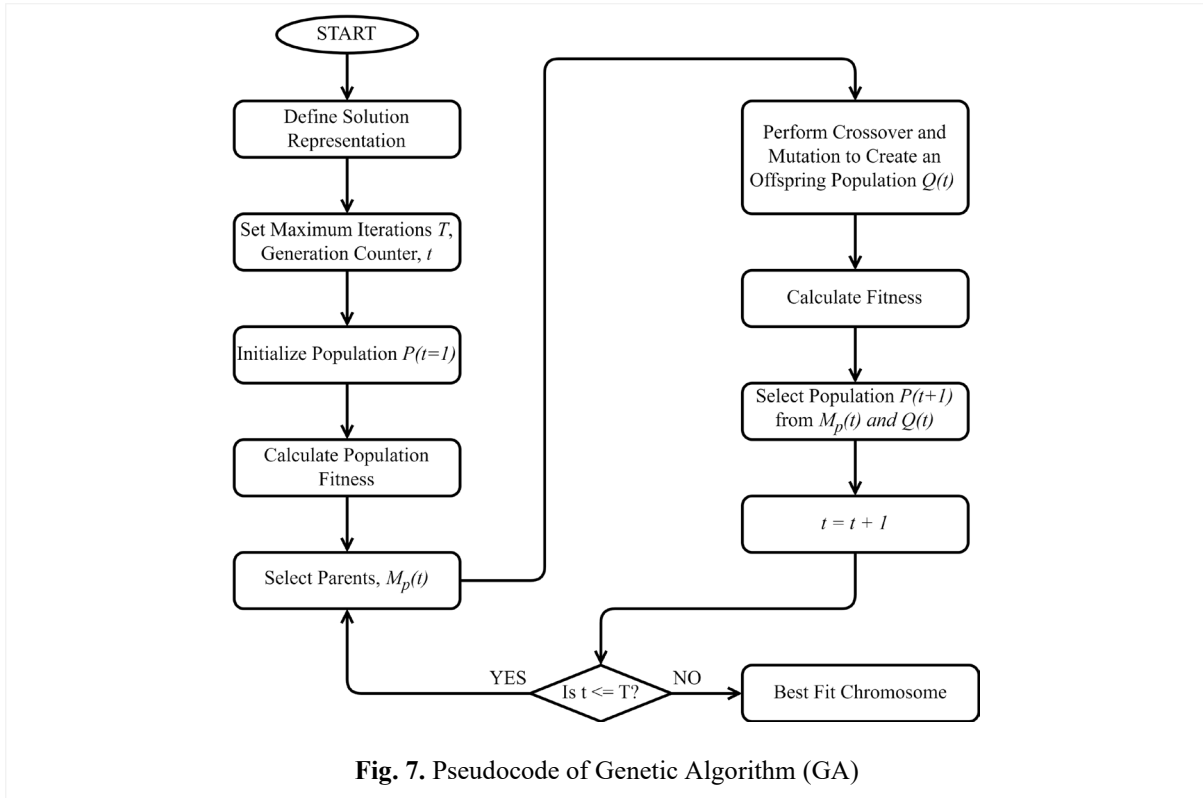 START
Define Solution
Representation
Set Maximum Iterations T,
Generation Counter, t
Initialize Population P(t=1)
Calculate Population
Fitness
Select Parents, Mp(t)
Perform Crossover and
Mutation to Create an
Offspring Population Q(t)
Calculate Fitness
Select Population P(t+1)
from Mp(t) and Q(t)
t = t + 1
Is t <= T?
YES
NO
Best Fit Chromosome
Fig. 7. Pseudocode of Genetic Algorithm (GA)